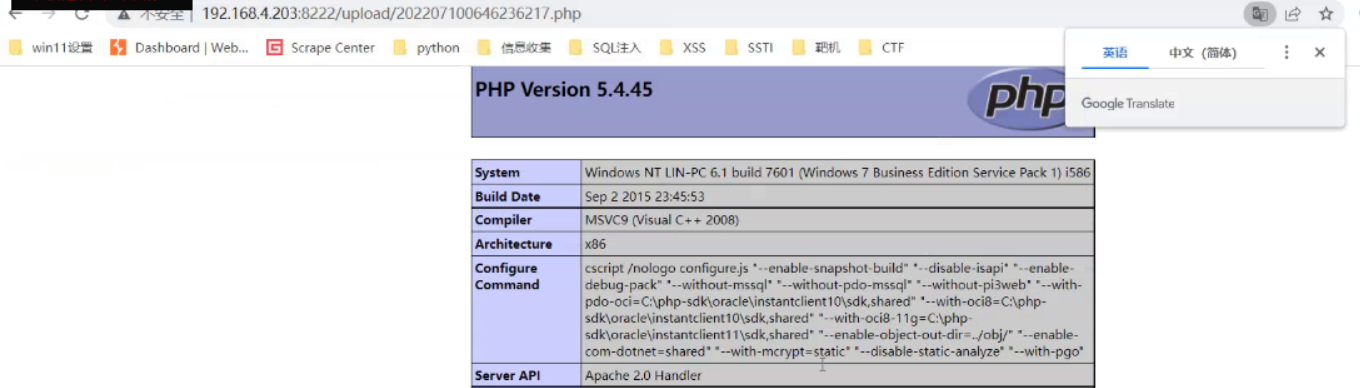 不安全 192.168.4.203:8222/upload/202207100646236217.php
win11设置 Dashboard | Web... Scrape Center python 信息收集 SQL注入 XSS SSTI 靶机 CTF
英语 中文（简体）
Google Translate
PHP Version 5.4.45
php
System Windows NT LIN-PC 6.1 build 7601 (Windows 7 Business Edition Service Pack 1) i586
Build Date Sep 2 2015 23:45:53
Compiler MSVC9 (Visual C++ 2008)
Architecture x86
Configure Command cscript /nologo configure.js "--enable-snapshot-build" "--disable-isapi" "--enable-
debug-pack" "--without-mssql" "--without-pdo-mssql" "--without-pi3web" "--with-
pdo-oci=C:\php-sdk\oracle\instantclient10\sdk,shared" "--with-oci8=C:\php-
sdk\oracle\instantclient10\sdk,shared" "--with-oci8-11g=C:\php-
sdk\oracle\instantclient11\sdk,shared" "--enable-object-out-dir=../obj/" "--enable-
com-dotnet=shared" "--with-mcrypt=static" "--disable-static-analyze" "--with-pgo"
Server API Apache 2.0 Handler